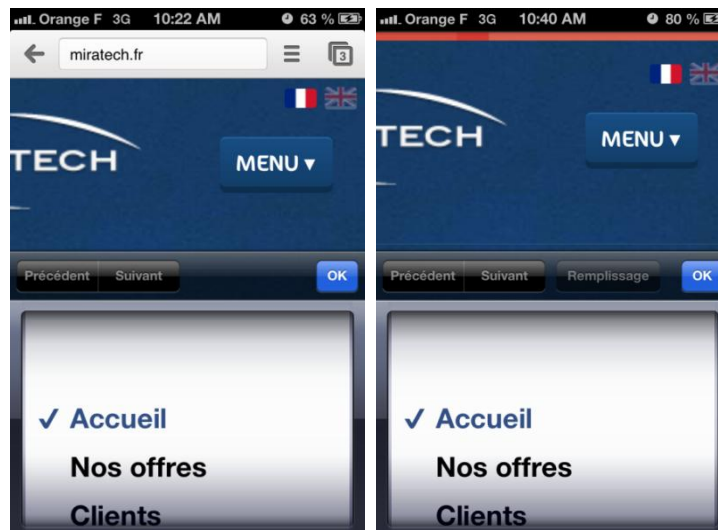 Orange F 3G 10:22 AM 63 %
miratech.fr 3
TECH
MENU ▾
Précédent Suivant OK
✓ Accueil
Nos offres
Clients
Orange F 3G 10:40 AM 80 %
TECH
MENU ▾
Précédent Suivant Remplissage OK
✓ Accueil
Nos offres
Clients